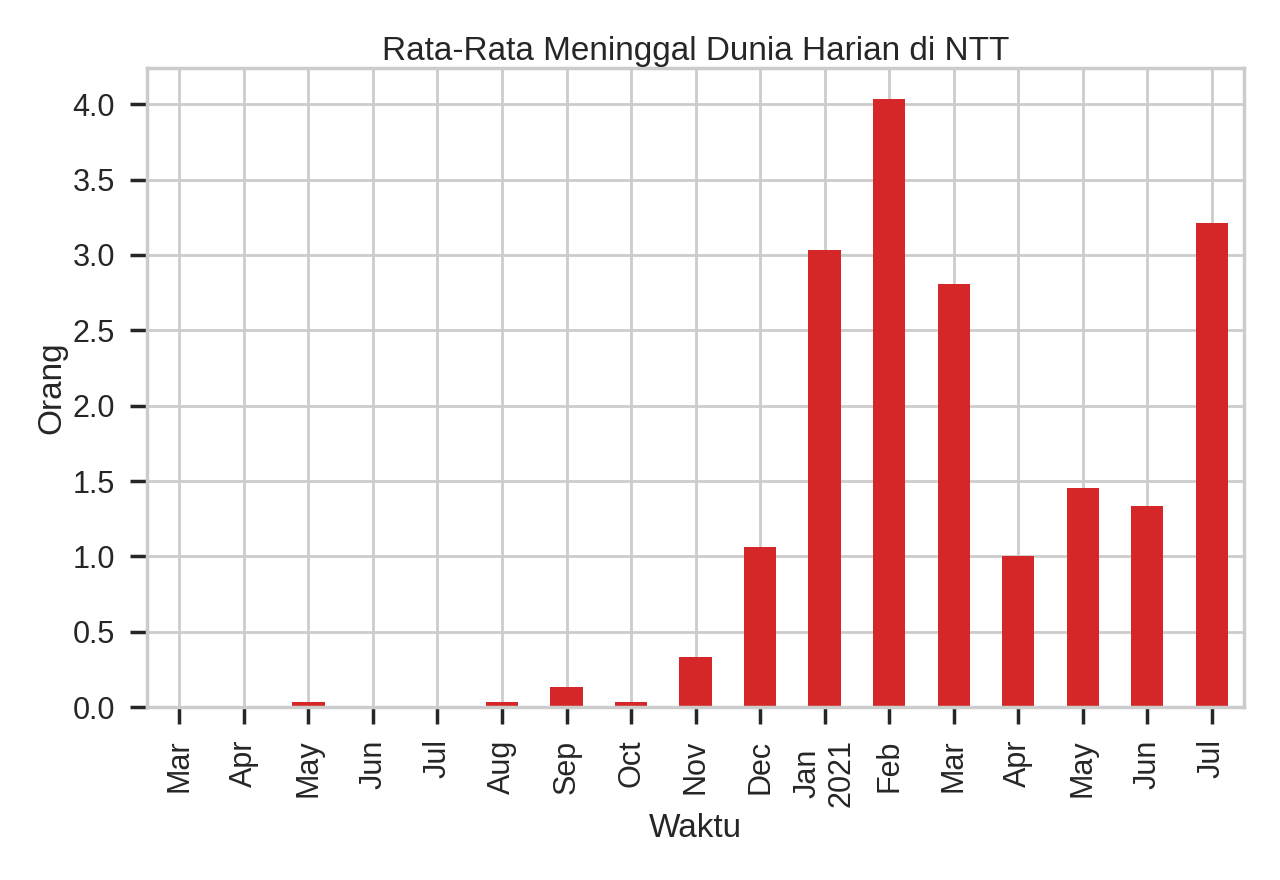 Rata-Rata Meninggal Dunia Harian di NTT
Orang
4.0
3.5
3.0
2.5
2.0
1.5
1.0
0.5
0.0
Mar
Apr
May
Jun
Jul
Aug
Sep
Oct
Nov
Dec
Jan
2021
Feb
Mar
Apr
May
Jun
Jul
Waktu